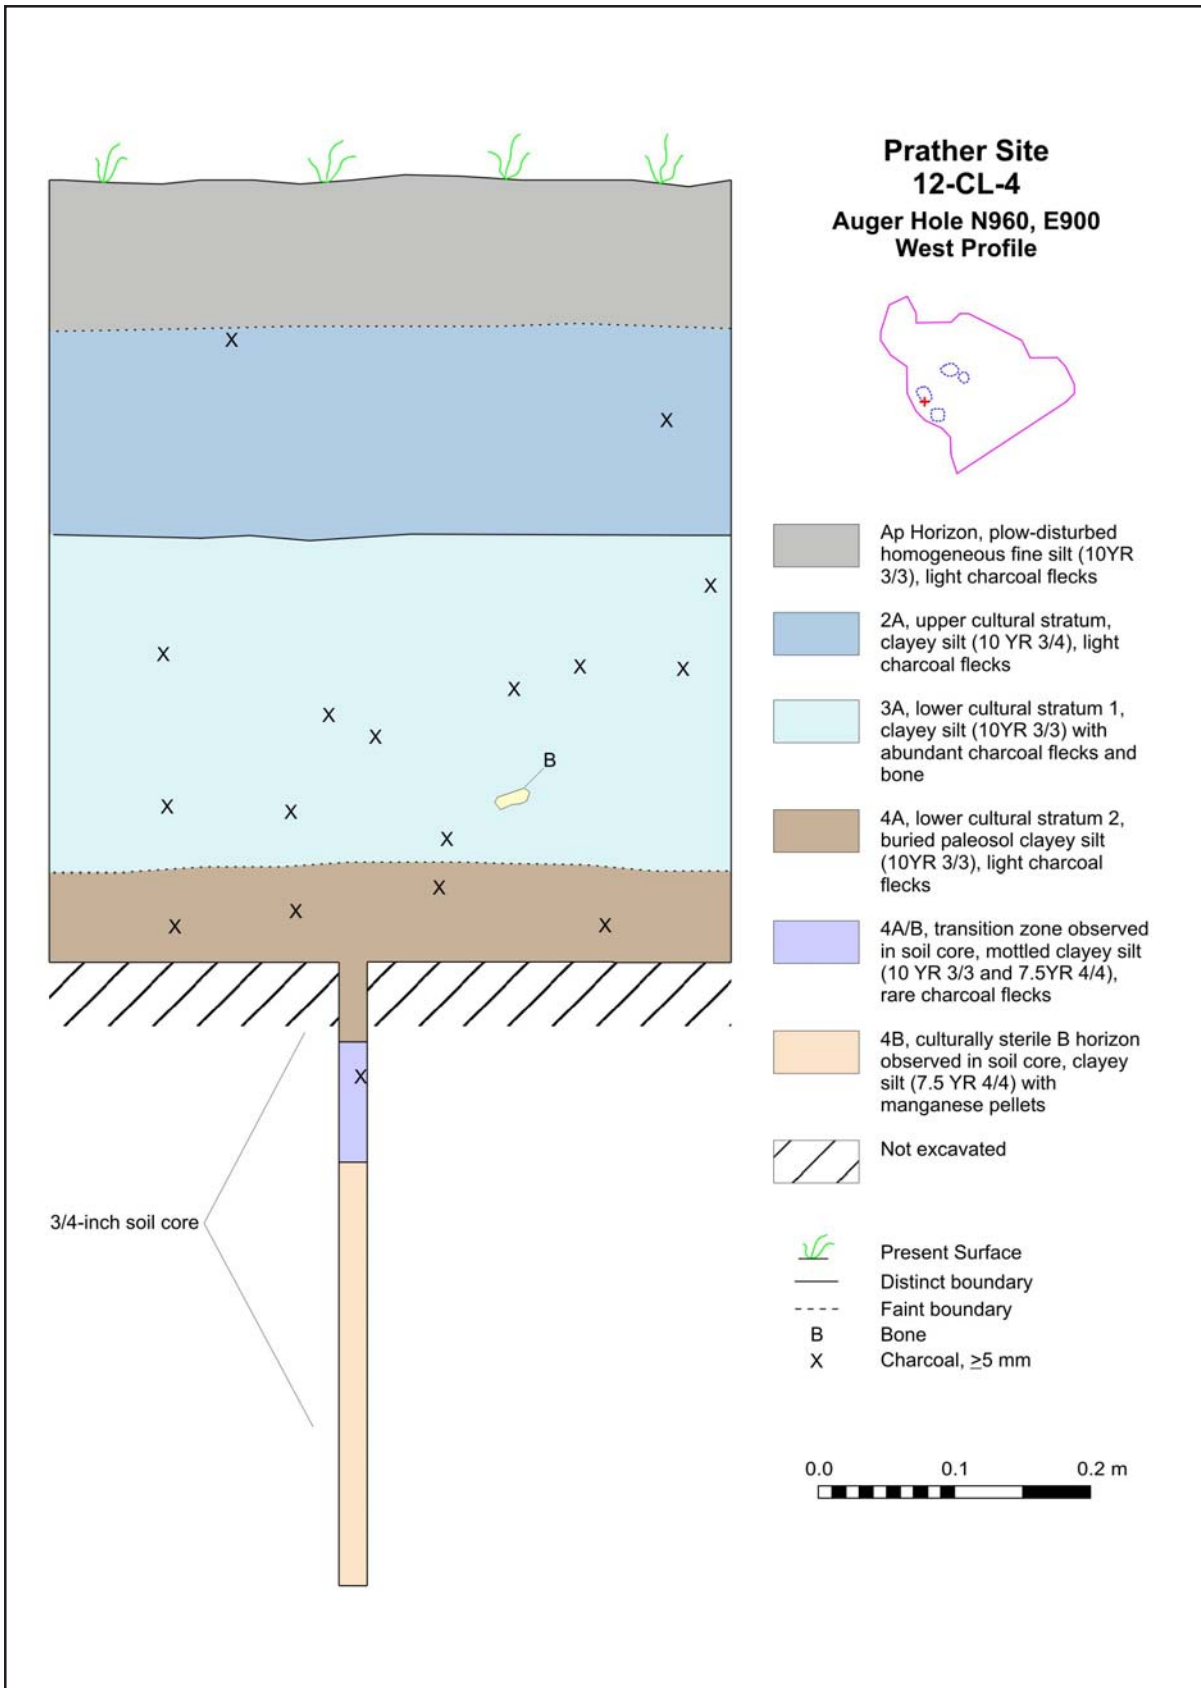 Prather Site
12-CL-4
Auger Hole N960, E900
West Profile
X
X
X
X
X
X
X
X
X
B
X
X
X
X
X
X
X
X
3/4-inch soil core
Ap Horizon, plow-disturbed
homogeneous fine silt (10YR
3/3), light charcoal flecks
2A, upper cultural stratum,
clayey silt (10 YR 3/4), light
charcoal flecks
3A, lower cultural stratum 1,
clayey silt (10YR 3/3) with
abundant charcoal flecks and
bone
4A, lower cultural stratum 2,
buried paleosol clayey silt
(10YR 3/3), light charcoal
flecks
4A/B, transition zone observed
in soil core, mottled clayey silt
(10 YR 3/3 and 7.5YR 4/4),
rare charcoal flecks
4B, culturally sterile B horizon
observed in soil core, clayey
silt (7.5 YR 4/4) with
manganese pellets
Not excavated
Present Surface
Distinct boundary
Faint boundary
B Bone
X Charcoal, ≥5 mm
0.0 0.1 0.2 m